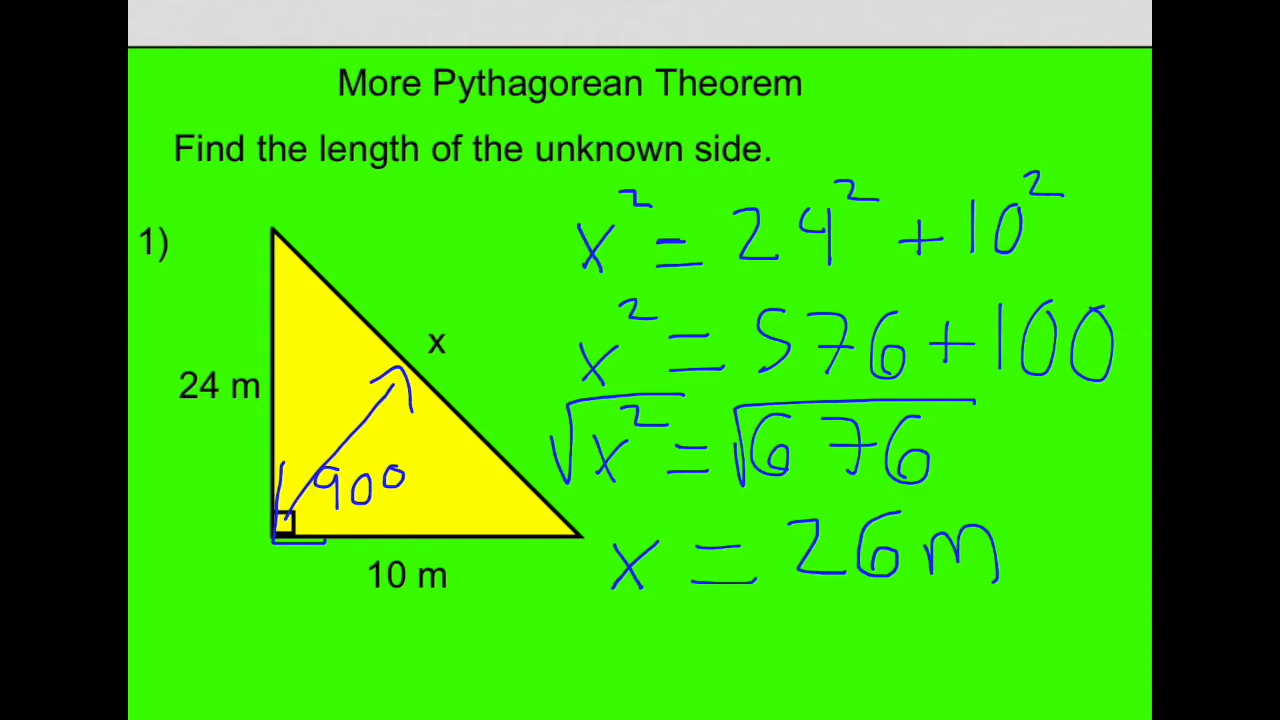 More Pythagorean Theorem
Find the length of the unknown side.
1)
x² = 24² + 10²
x
x² = 576 + 100
24 m
√x² = √676
90°
10 m
x = 26 m